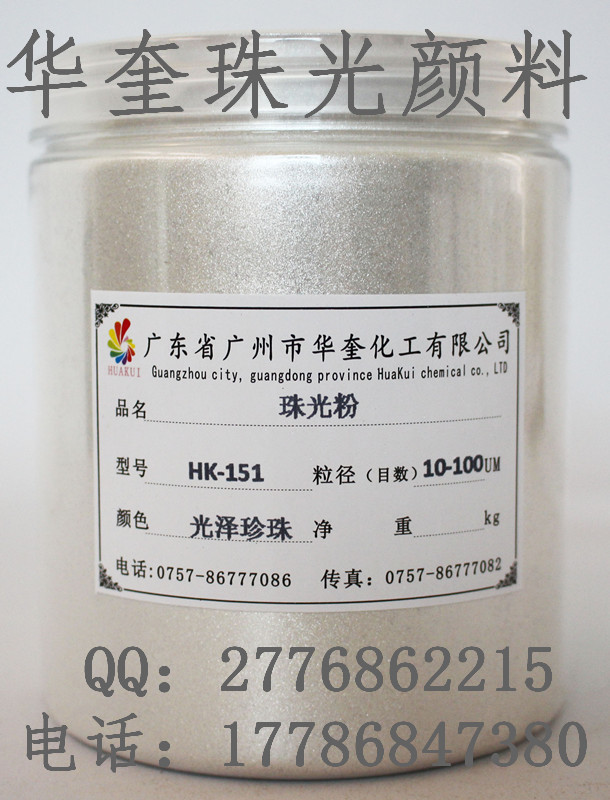 华奎珠光颜料
HUAKUI
广东省广州市华奎化工有限公司
Guangzhou city, guangdong province HuaKui chemical co., LTD
品名 珠光粉
型号 HK-151 粒径（目数）10-100UM
颜色 光泽珍珠 净 重 kg
电话:0757-86777086 传真：0757-86777082
QQ：2776862215
电话：17786847380